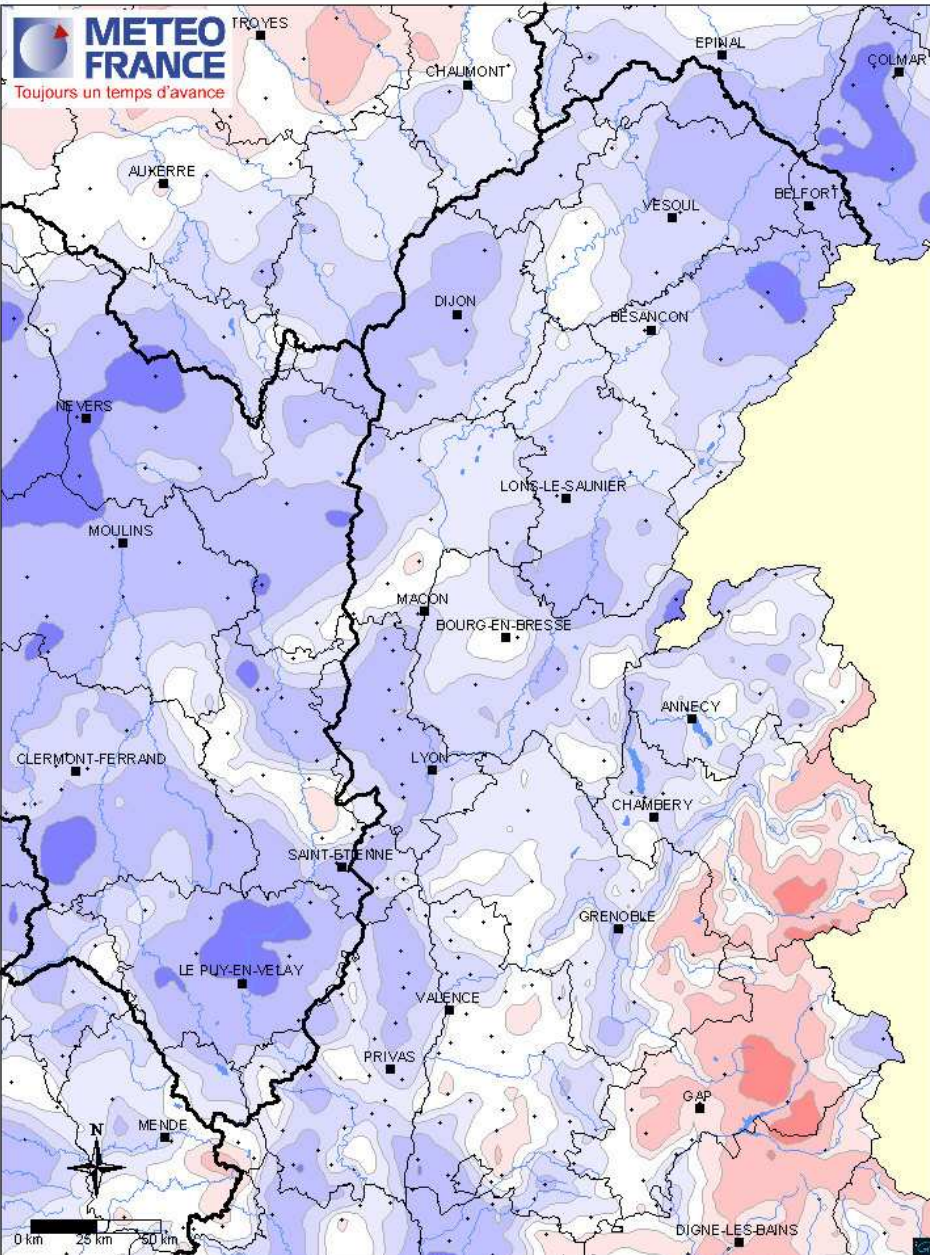 METEO
FRANCE
Toujours un temps d'avance
TROYES
EPINAL
COLMAR
CHAUMONT
AUXERRE
VESOUL
BELFORT
DIJON
BESANCON
NEVERS
LONS-LE-SAUNIER
MOULINS
MACON
BOURG-EN-BRESSE
ANNECY
CLERMONT-FERRAND
LYON
CHAMBERY
SAINT-ETIENNE
GRENOBLE
LE PUY-EN-VELAY
VALENCE
PRIVAS
GAP
MENDE
N
0 km 25 km 50 km
DIGNE-LES-BAINS